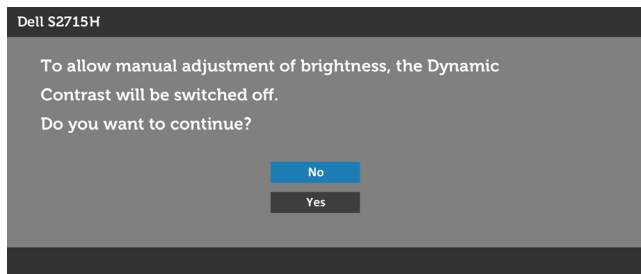 Dell S2715H
To allow manual adjustment of brightness, the Dynamic
Contrast will be switched off.
Do you want to continue?
No
Yes